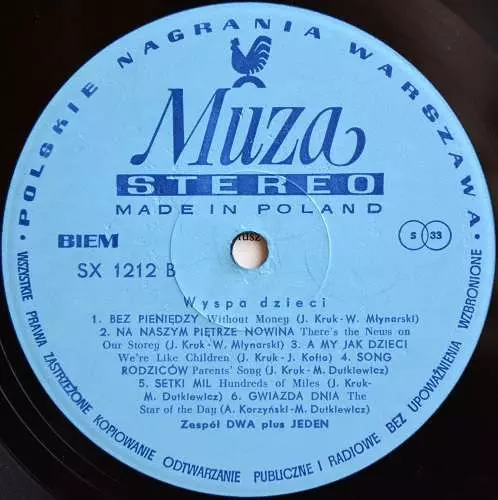 • POLSKIE NAGRANIA WARSZAWA •
Muza
STEREO
MADE IN POLAND
BIEM
S 33
SX 1212 B
Wyspa dzieci
1. BEZ PIENIĘDZY Without Money (J. Kruk-W. Młynarski)
2. NA NASZYM PIĘTRZE NOWINA There's the News on
Our Storey (J. Kruk-W. Młynarski) 3. A MY JAK DZIECI
We're Like Children (J. Kruk-J. Kofta) 4. SONG
RODZICÓW Parents' Song (J. Kruk-M. Dutkiewicz)
5. SETKI MIL Hundreds of Miles (J. Kruk-
M. Dutkiewicz) 6. GWIAZDA DNIA The
Star of the Day (A. Korzyński-M. Dutkiewicz)
Zespół DWA plus JEDEN
WSZYSTKIE PRAWA ZASTRZEŻONE KOPIOWANIE ODTWARZANIE PUBLICZNE I RADIOWE BEZ UPOWAŻNIENIA WZBRONIONE